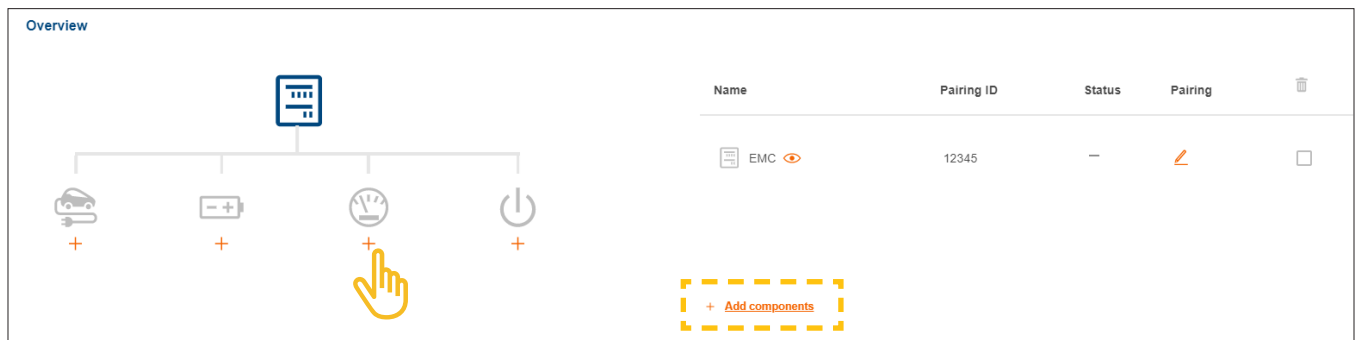 Overview
Name Pairing ID Status Pairing
EMC 12345 –
+ Add components